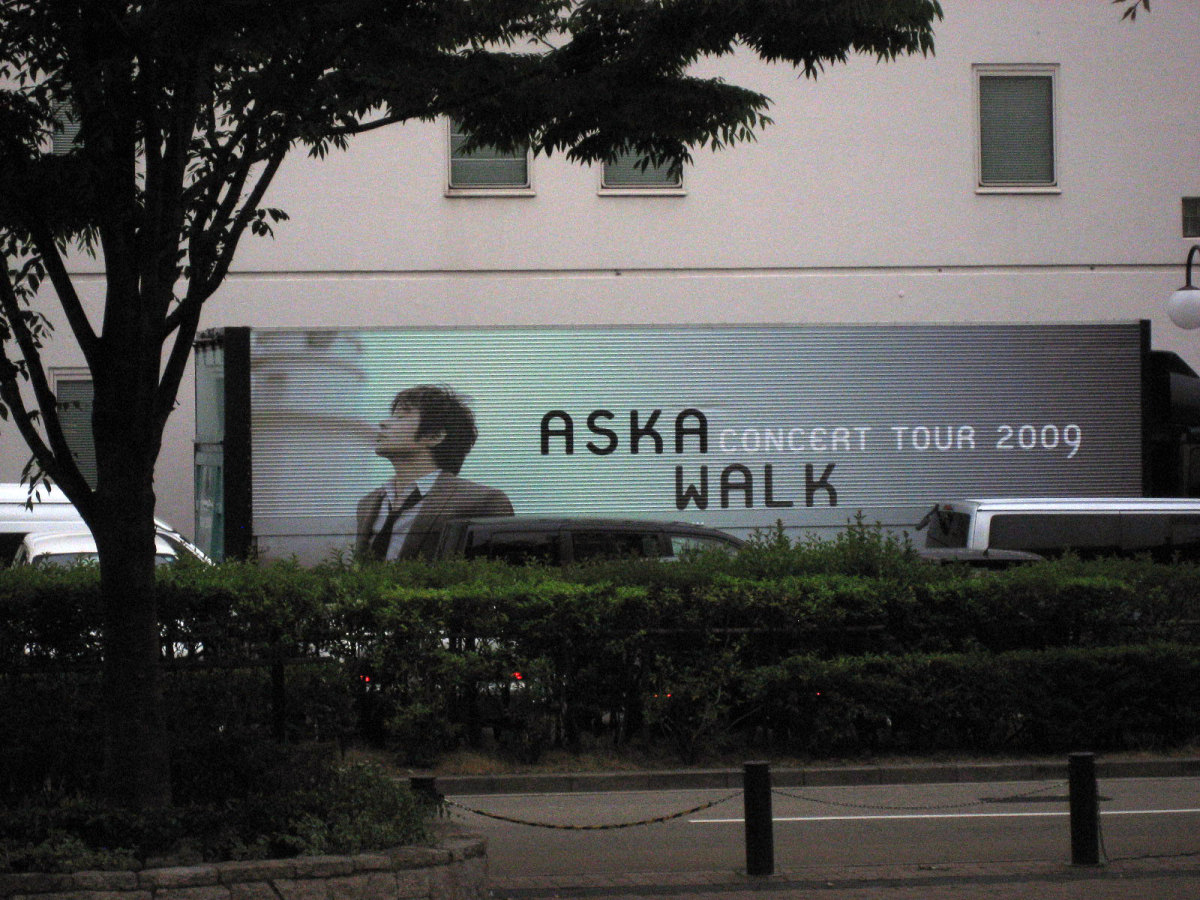 ASKA CONCERT TOUR 2009
WALK